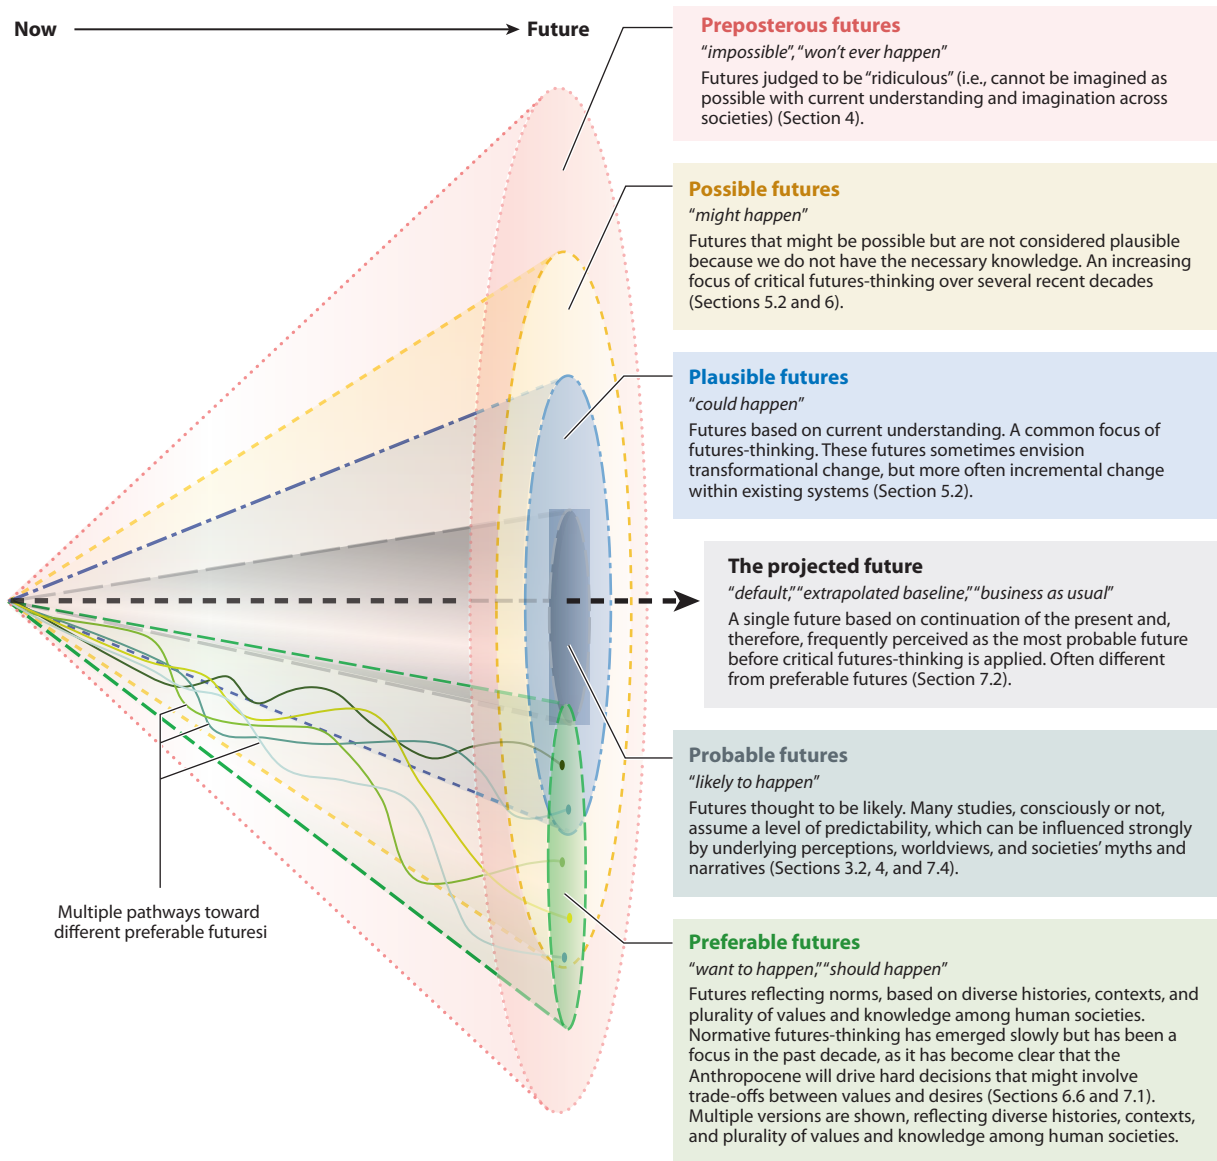 Now
Future
Preposterous futures
“impossible”, “won’t ever happen”
Futures judged to be “ridiculous” (i.e., cannot be imagined as
possible with current understanding and imagination across
societies) (Section 4).
Possible futures
“might happen”
Futures that might be possible but are not considered plausible
because we do not have the necessary knowledge. An increasing
focus of critical futures-thinking over several recent decades
(Sections 5.2 and 6).
Plausible futures
“could happen”
Futures based on current understanding. A common focus of
futures-thinking. These futures sometimes envision
transformational change, but more often incremental change
within existing systems (Section 5.2).
The projected future
“default,” “extrapolated baseline,” “business as usual”
A single future based on continuation of the present and,
therefore, frequently perceived as the most probable future
before critical futures-thinking is applied. Often different
from preferable futures (Section 7.2).
Probable futures
“likely to happen”
Futures thought to be likely. Many studies, consciously or not,
assume a level of predictability, which can be influenced strongly
by underlying perceptions, worldviews, and societies’ myths and
narratives (Sections 3.2, 4, and 7.4).
Multiple pathways toward
different preferable futuresi
Preferable futures
“want to happen,” “should happen”
Futures reflecting norms, based on diverse histories, contexts, and
plurality of values and knowledge among human societies.
Normative futures-thinking has emerged slowly but has been a
focus in the past decade, as it has become clear that the
Anthropocene will drive hard decisions that might involve
trade-offs between values and desires (Sections 6.6 and 7.1).
Multiple versions are shown, reflecting diverse histories, contexts,
and plurality of values and knowledge among human societies.